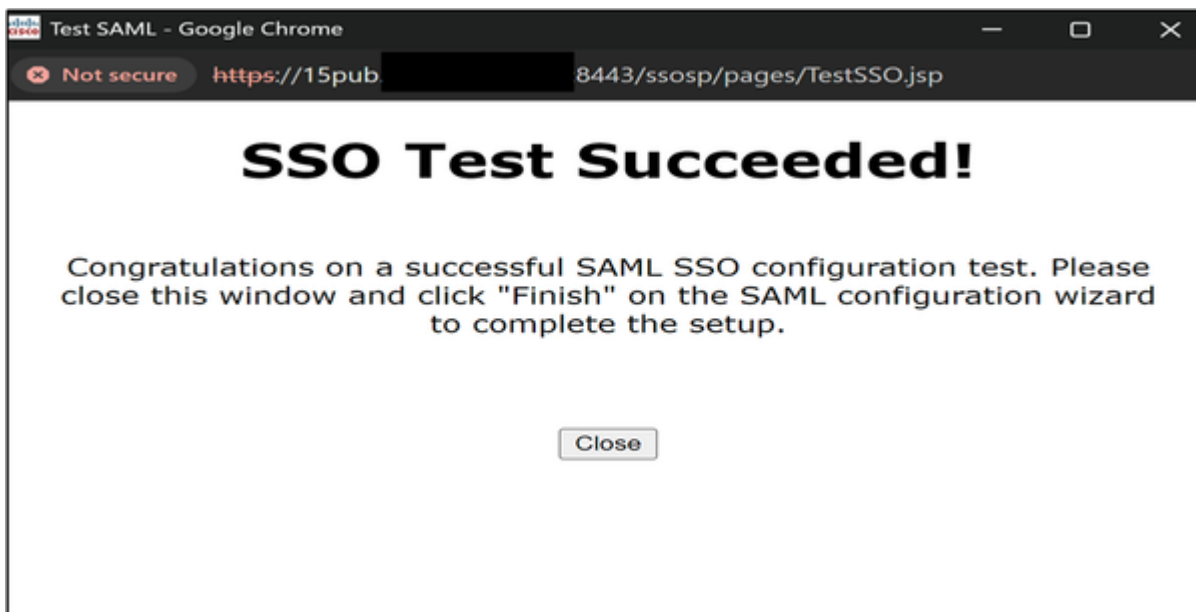 cisco
Test SAML - Google Chrome
Not secure https://15pub. 8443/ssosp/pages/TestSSO.jsp
SSO Test Succeeded!
Congratulations on a successful SAML SSO configuration test. Please
close this window and click "Finish" on the SAML configuration wizard
to complete the setup.
Close